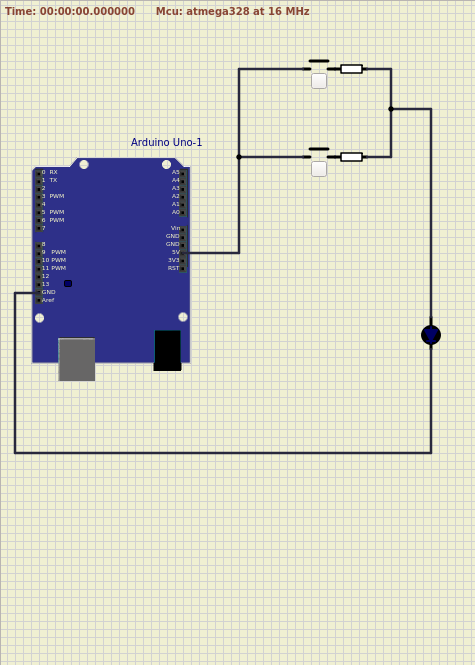 Time: 00:00:00.000000 Mcu: atmega328 at 16 MHz
Arduino Uno-1
0 RX A5
1 TX A4
2 A3
3 PWM A2
4 A1
5 PWM A0
6 PWM
7 Vin
GND
8 GND
9 PWM 5V
10 PWM 3V3
11 PWM RST
12
13
GND
Aref